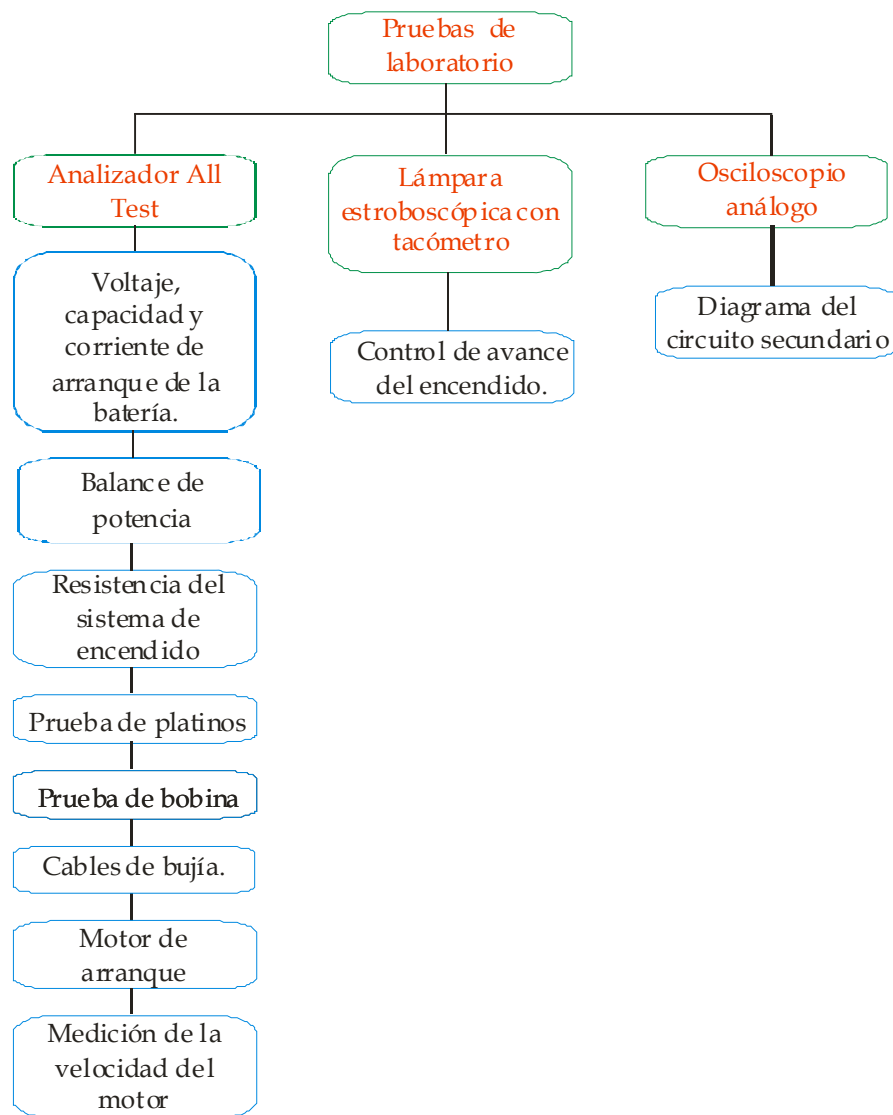 Pruebas de
laboratorio
Analizador All
Test
Lámpara
estroboscópica con
tacómetro
Osciloscopio
análogo
Voltaje,
capacidad y
corriente de
arranque de la
batería.
Control de avance
del encendido.
Diagrama del
circuito secundario
Balance de
potencia
Resistencia del
sistema de
encendido
Prueba de platinos
Prueba de bobina
Cables de bujía.
Motor de
arranque
Medición de la
velocidad del
motor